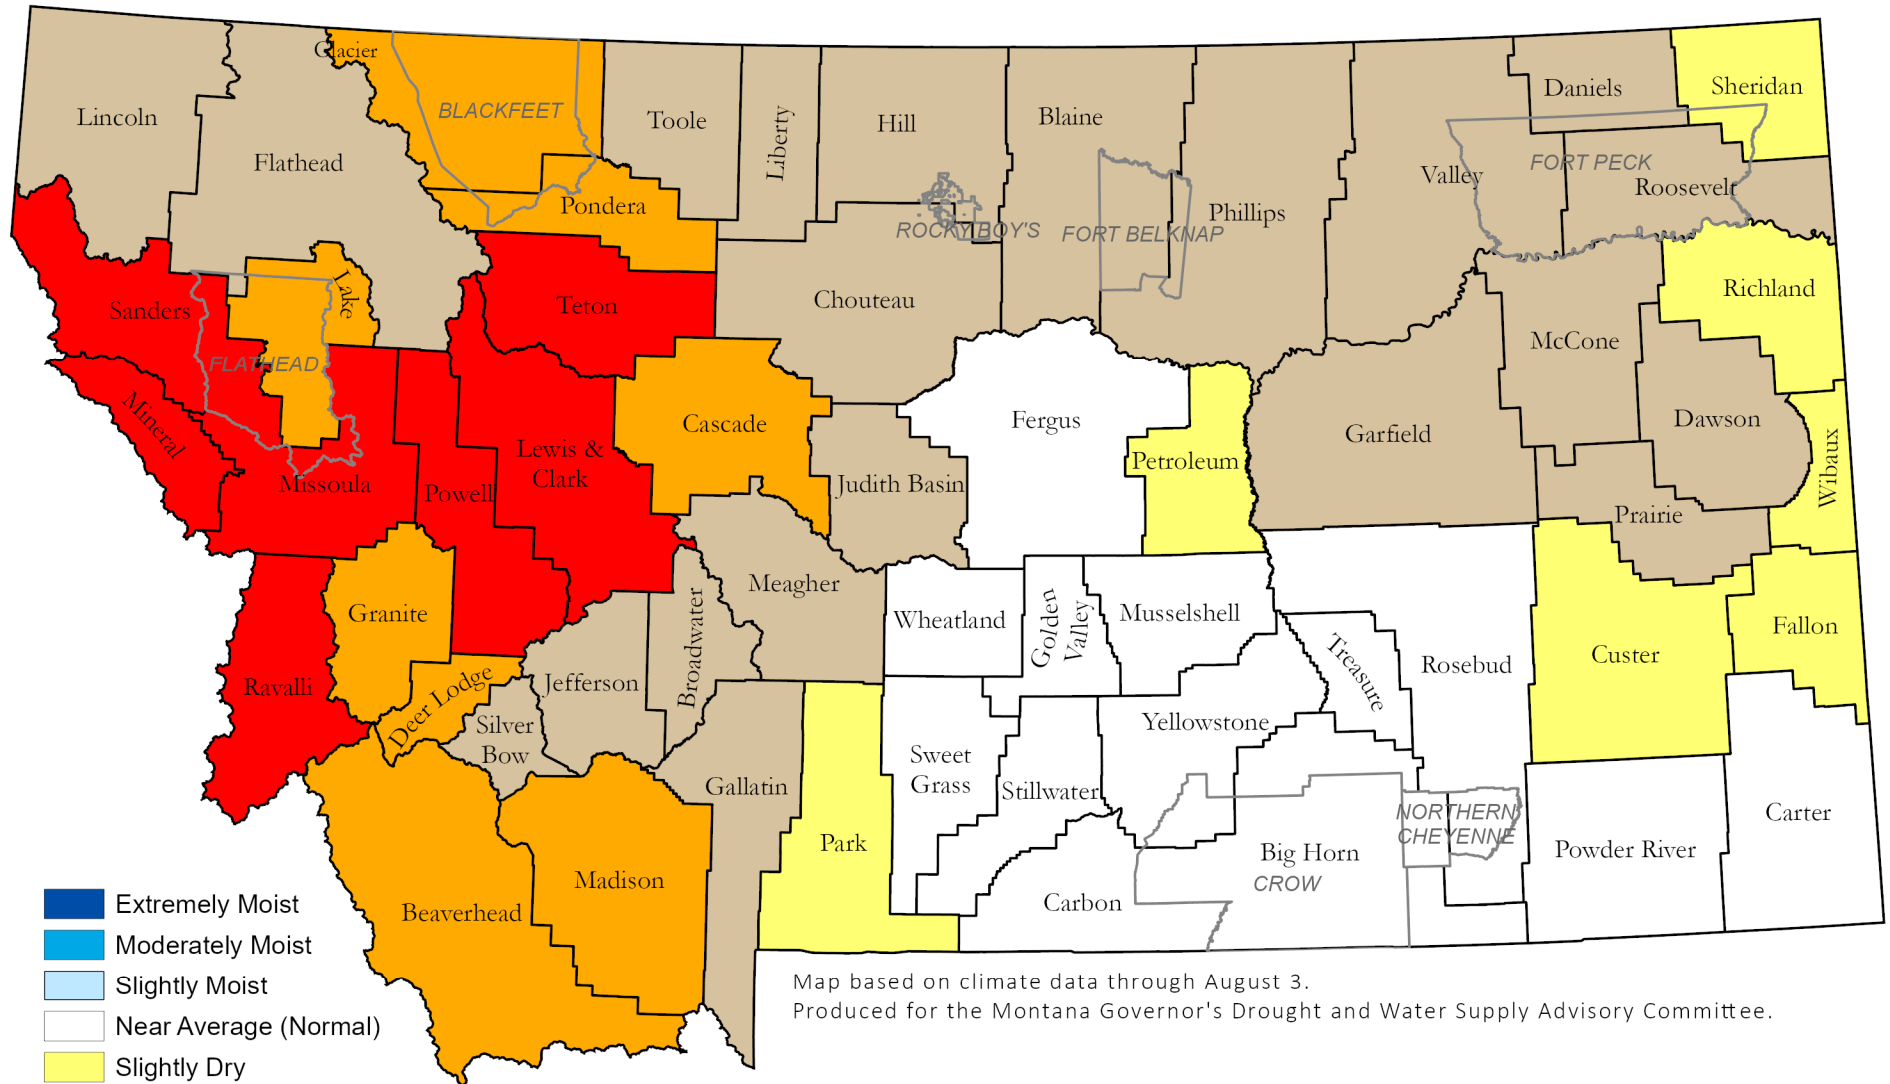 Glacier
Lincoln
Flathead
BLACKFEET
Toole
Liberty
Hill
Blaine
Daniels
Sheridan
Pondera
ROCKY BOY'S
FORT BELKNAP
Phillips
Valley
FORT PECK
Roosevelt
Sanders
Lake
Teton
Chouteau
McCone
Richland
FLATHEAD
Mineral
Missoula
Powell
Lewis &
Clark
Cascade
Judith Basin
Fergus
Petroleum
Garfield
Dawson
Wibaux
Prairie
Granite
Meagher
Broadwater
Wheatland
Golden
Valley
Musselshell
Treasure
Rosebud
Custer
Fallon
Ravalli
Deer Lodge
Silver
Bow
Jefferson
Gallatin
Park
Sweet
Grass
Stillwater
Yellowstone
NORTHERN
CHEYENNE
Big Horn
CROW
Powder River
Carter
Carbon
Madison
Beaverhead
Extremely Moist
Moderately Moist
Slightly Moist
Near Average (Normal)
Slightly Dry
Map based on climate data through August 3.
Produced for the Montana Governor's Drought and Water Supply Advisory Committee.